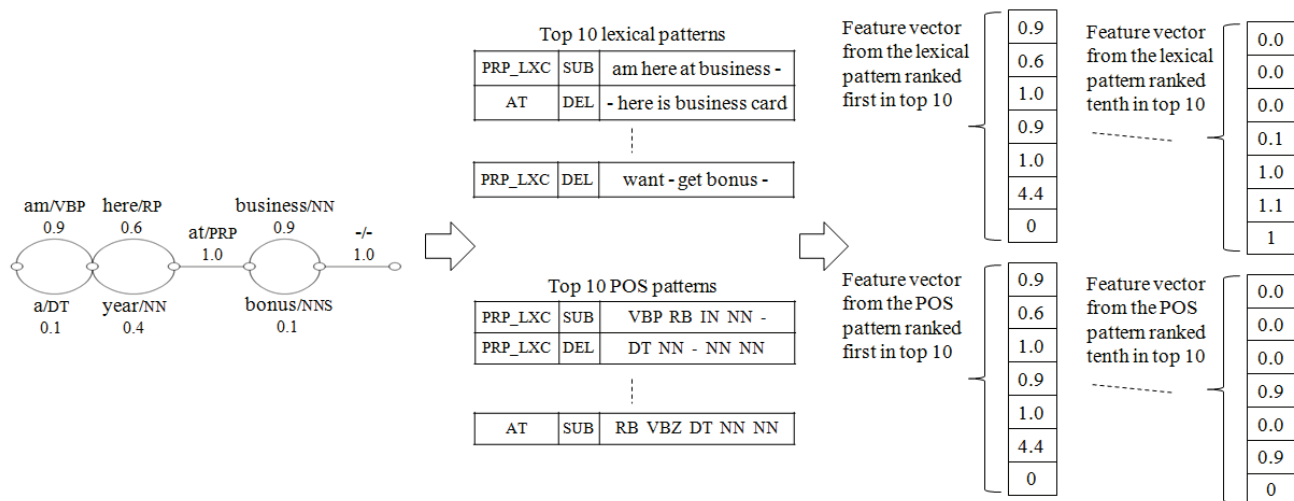 am/VBP here/RP business/NN
0.9 0.6 at/PRP 0.9 -/-
1.0 1.0
a/DT year/NN bonus/NNS
0.1 0.4 0.1
Top 10 lexical patterns
PRP_LXC SUB am here at business -
AT DEL - here is business card
PRP_LXC DEL want - get bonus -
Top 10 POS patterns
PRP_LXC SUB VBP RB IN NN -
PRP_LXC DEL DT NN - NN NN
AT SUB RB VBZ DT NN NN
Feature vector
from the lexical
pattern ranked
first in top 10
0.9
0.6
1.0
0.9
1.0
4.4
0
Feature vector
from the lexical
pattern ranked
tenth in top 10
0.0
0.0
0.0
0.1
1.0
1.1
1
Feature vector
from the POS
pattern ranked
first in top 10
0.9
0.6
1.0
0.9
1.0
4.4
0
Feature vector
from the POS
pattern ranked
tenth in top 10
0.0
0.0
0.0
0.9
0.0
0.9
0